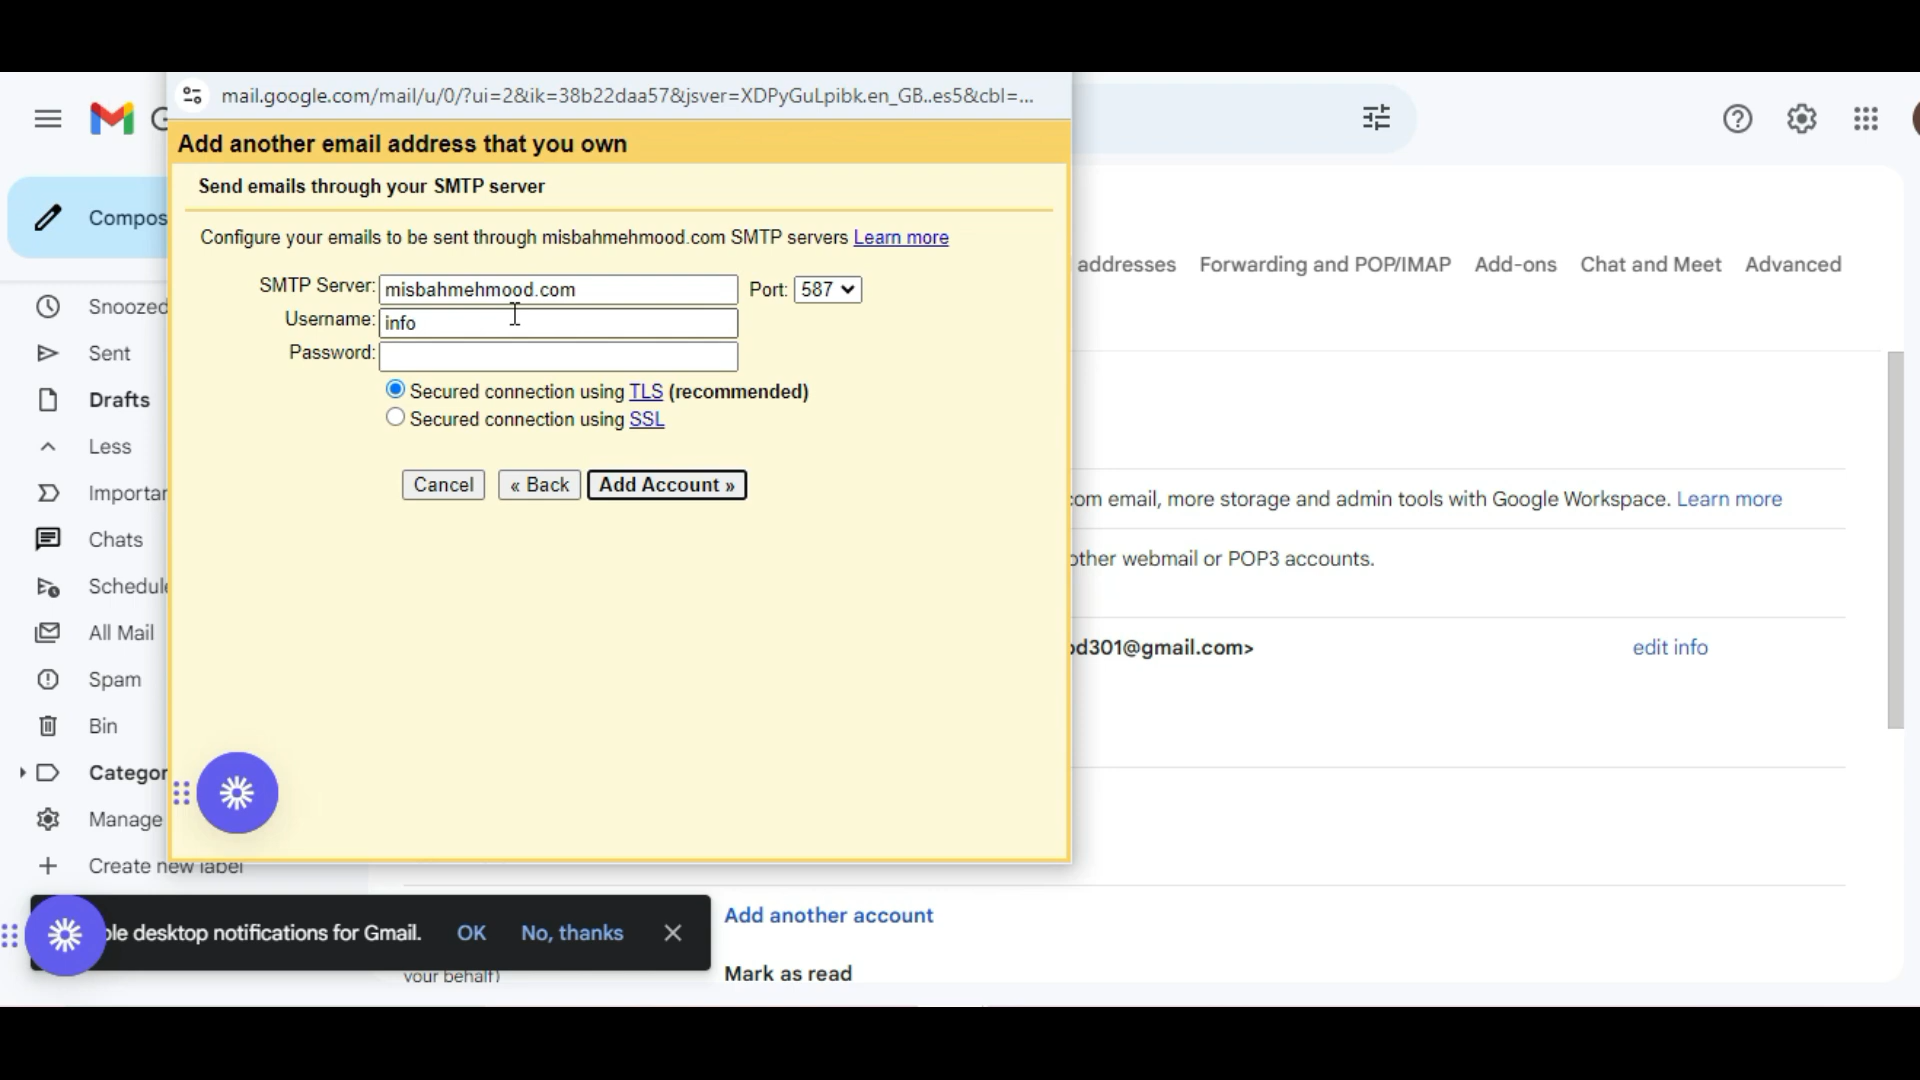 mail.google.com/mail/u/0/?ui=2&ik=38b22daa57&jsver=XDPyGuLpibk.en_GB..es5&cbl=...
Add another email address that you own
Send emails through your SMTP server
Configure your emails to be sent through misbahmehmood.com SMTP servers Learn more
SMTP Server: misbahmehmood.com Port: 587
Username: info
Password:
Secured connection using TLS (recommended)
Secured connection using SSL
Cancel « Back Add Account »
Compos
Snoozed
Sent
Drafts
Less
Importan
Chats
Schedule
All Mail
Spam
Bin
Categor
Manage
Create new label
addresses Forwarding and POP/IMAP Add-ons Chat and Meet Advanced
com email, more storage and admin tools with Google Workspace. Learn more
other webmail or POP3 accounts.
od301@gmail.com> edit info
Add another account
ble desktop notifications for Gmail. OK No, thanks
your behalf)
Mark as read